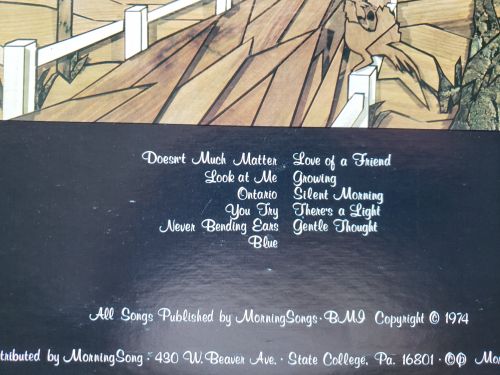 Doesn't Much Matter Love of a Friend
Look at Me Growing
Ontario Silent Morning
You Try There's a Light
Never Bending Ears Gentle Thought
Blue
All Songs Published by MorningSongs · BMI Copyright © 1974
tributed by MorningSong · 430 W. Beaver Ave. · State College, Pa. 16801 · ©℗ Mo